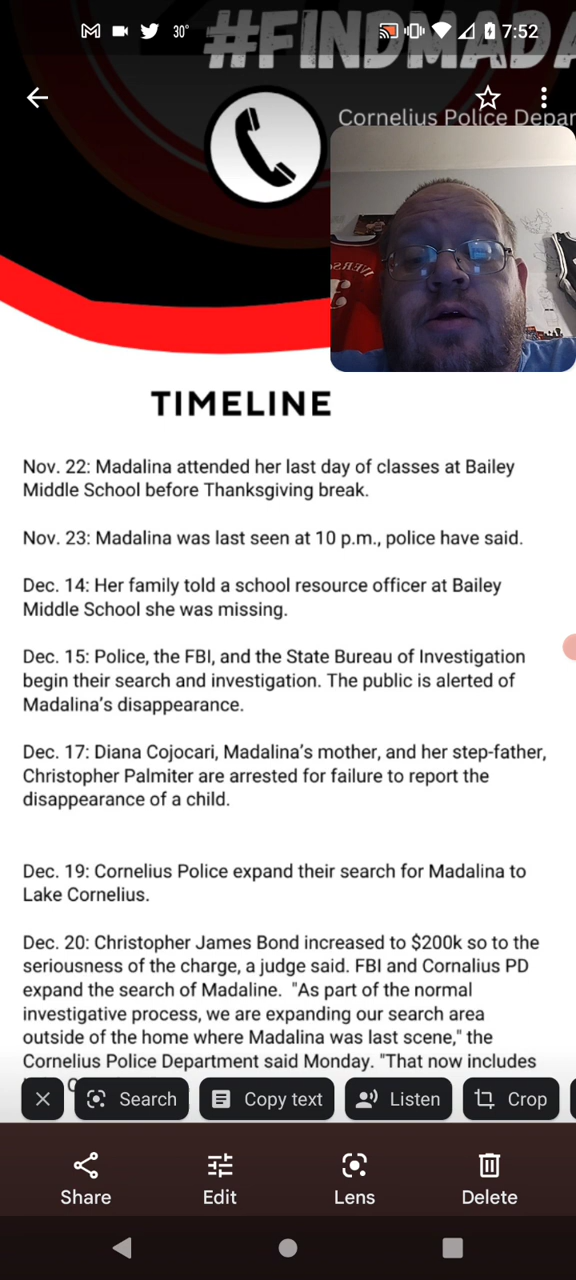 30° 7:52
#FINDMADA
Cornelius Police Depar
TIMELINE
Nov. 22: Madalina attended her last day of classes at Bailey
Middle School before Thanksgiving break.
Nov. 23: Madalina was last seen at 10 p.m., police have said.
Dec. 14: Her family told a school resource officer at Bailey
Middle School she was missing.
Dec. 15: Police, the FBI, and the State Bureau of Investigation
begin their search and investigation. The public is alerted of
Madalina's disappearance.
Dec. 17: Diana Cojocari, Madalina's mother, and her step-father,
Christopher Palmiter are arrested for failure to report the
disappearance of a child.
Dec. 19: Cornelius Police expand their search for Madalina to
Lake Cornelius.
Dec. 20: Christopher James Bond increased to $200k so to the
seriousness of the charge, a judge said. FBI and Cornalius PD
expand the search of Madaline. "As part of the normal
investigative process, we are expanding our search area
outside of the home where Madalina was last scene," the
Cornelius Police Department said Monday. "That now includes
Search Copy text Listen Crop
Share Edit Lens Delete